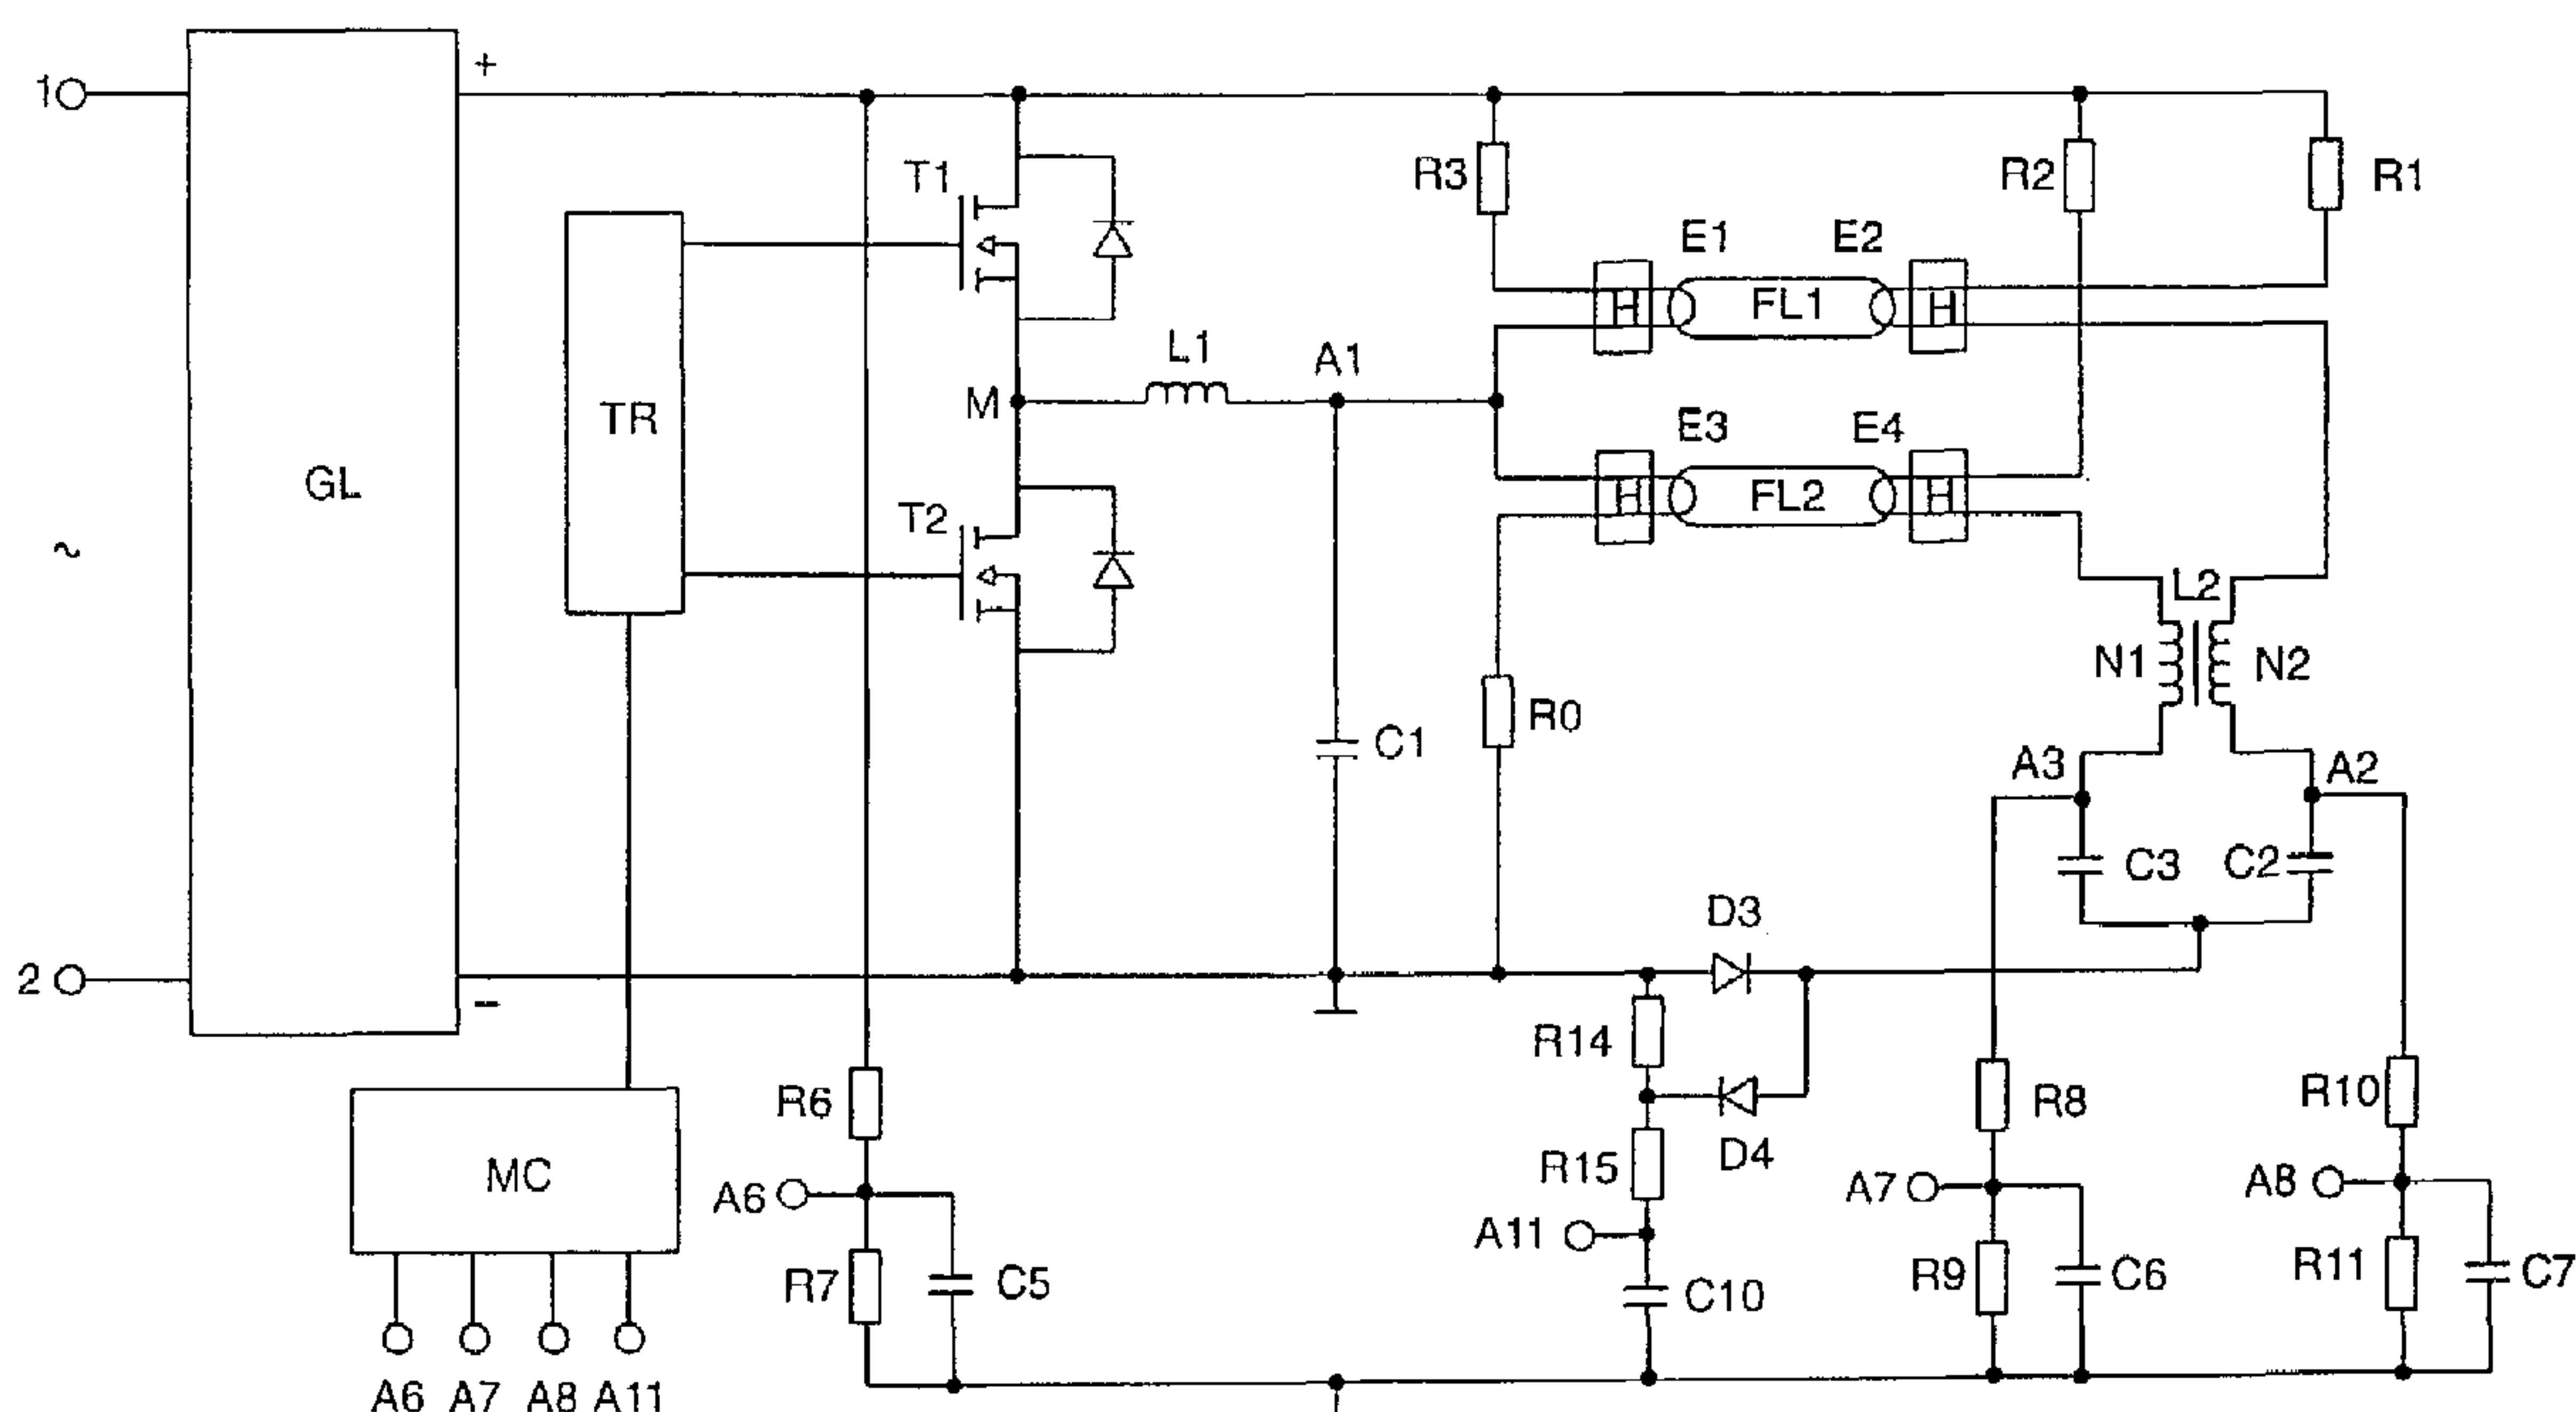 1
+
T1
R3
R2
R1
E1
E2
H
FL1
H
L1
A1
TR
M
E3
E4
GL
H
FL2
H
T2
~
L2
N1
N2
R0
C1
A3
A2
C3
C2
D3
2
−
R14
R6
R8
R10
MC
D4
R15
A6
A7
A8
A11
R7
C5
C10
R9
C6
R11
C7
A6 A7 A8 A11